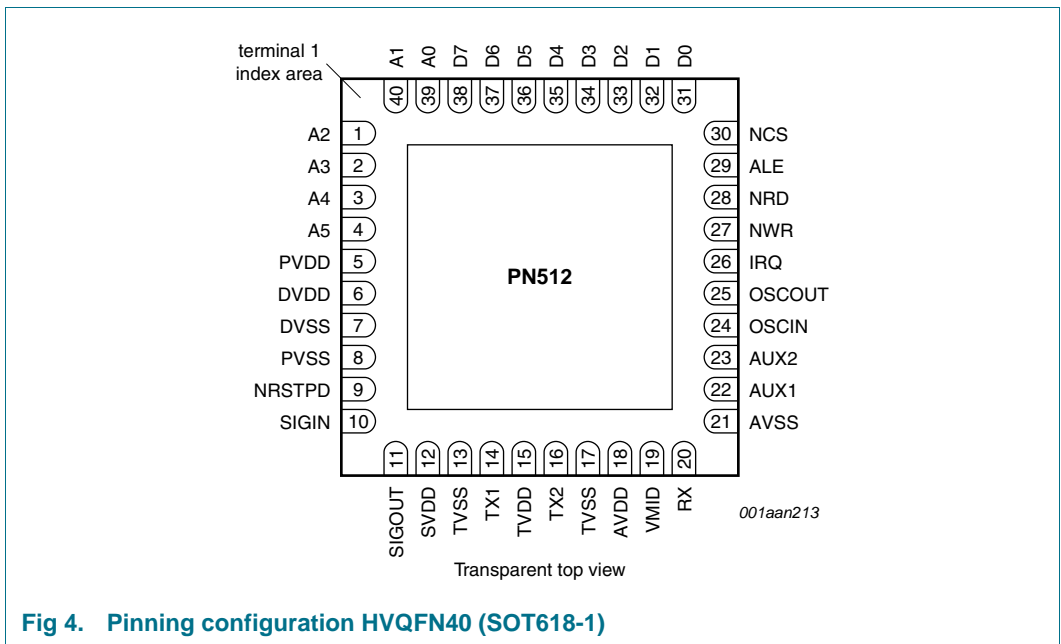 terminal 1
index area
A1 A0 D7 D6 D5 D4 D3 D2 D1 D0
40 39 38 37 36 35 34 33 32 31
A2 1
A3 2
A4 3
A5 4
PVDD 5
DVDD 6
DVSS 7
PVSS 8
NRSTPD 9
SIGIN 10
PN512
30 NCS
29 ALE
28 NRD
27 NWR
26 IRQ
25 OSCOUT
24 OSCIN
23 AUX2
22 AUX1
21 AVSS
11 12 13 14 15 16 17 18 19 20
SIGOUT SVDD TVSS TX1 TVDD TX2 TVSS AVDD VMID RX
001aan213
Transparent top view
Fig 4. Pinning configuration HVQFN40 (SOT618-1)